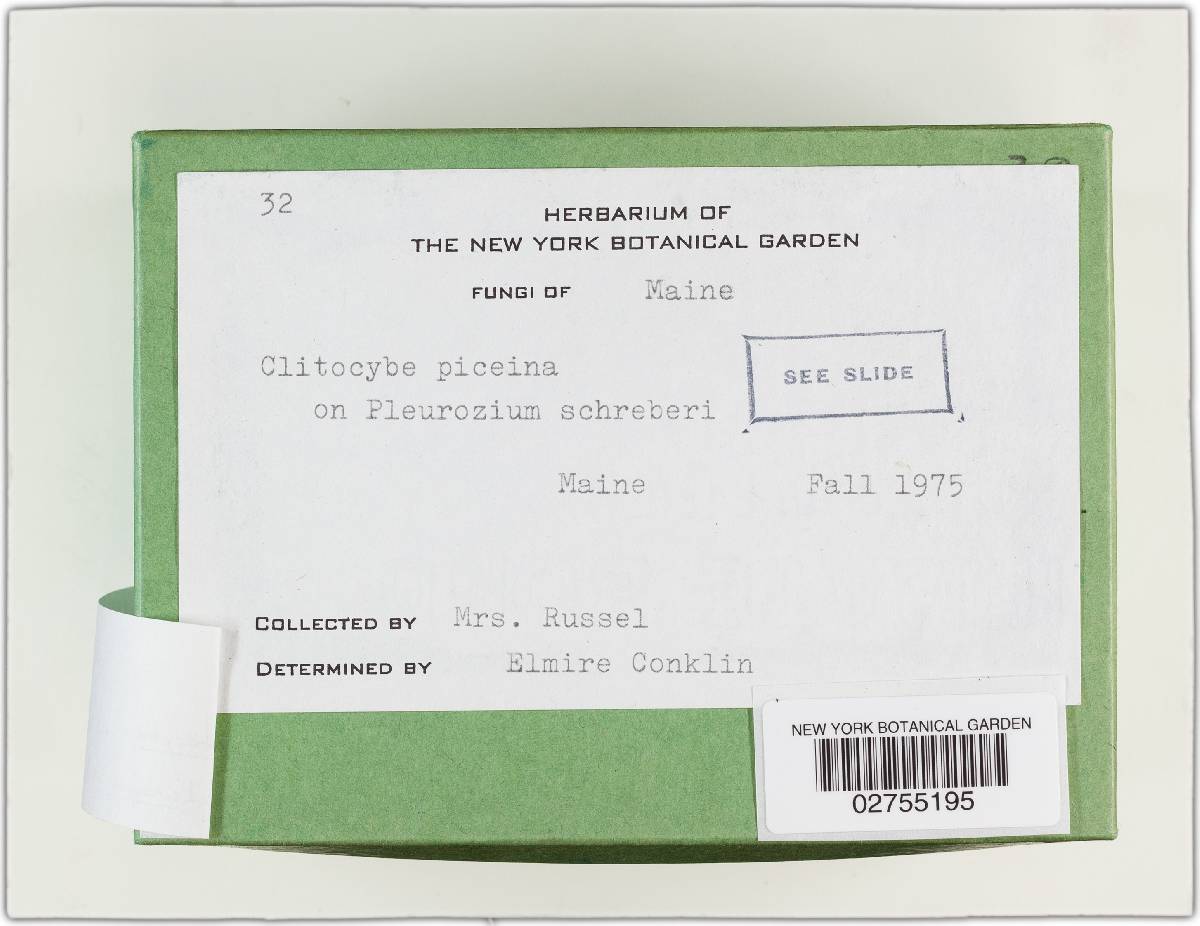 32
HERBARIUM OF
THE NEW YORK BOTANICAL GARDEN
FUNGI OF Maine
Clitocybe piceina
on Pleurozium schreberi
SEE SLIDE
Maine Fall 1975
COLLECTED BY Mrs. Russel
DETERMINED BY Elmire Conklin
NEW YORK BOTANICAL GARDEN
02755195